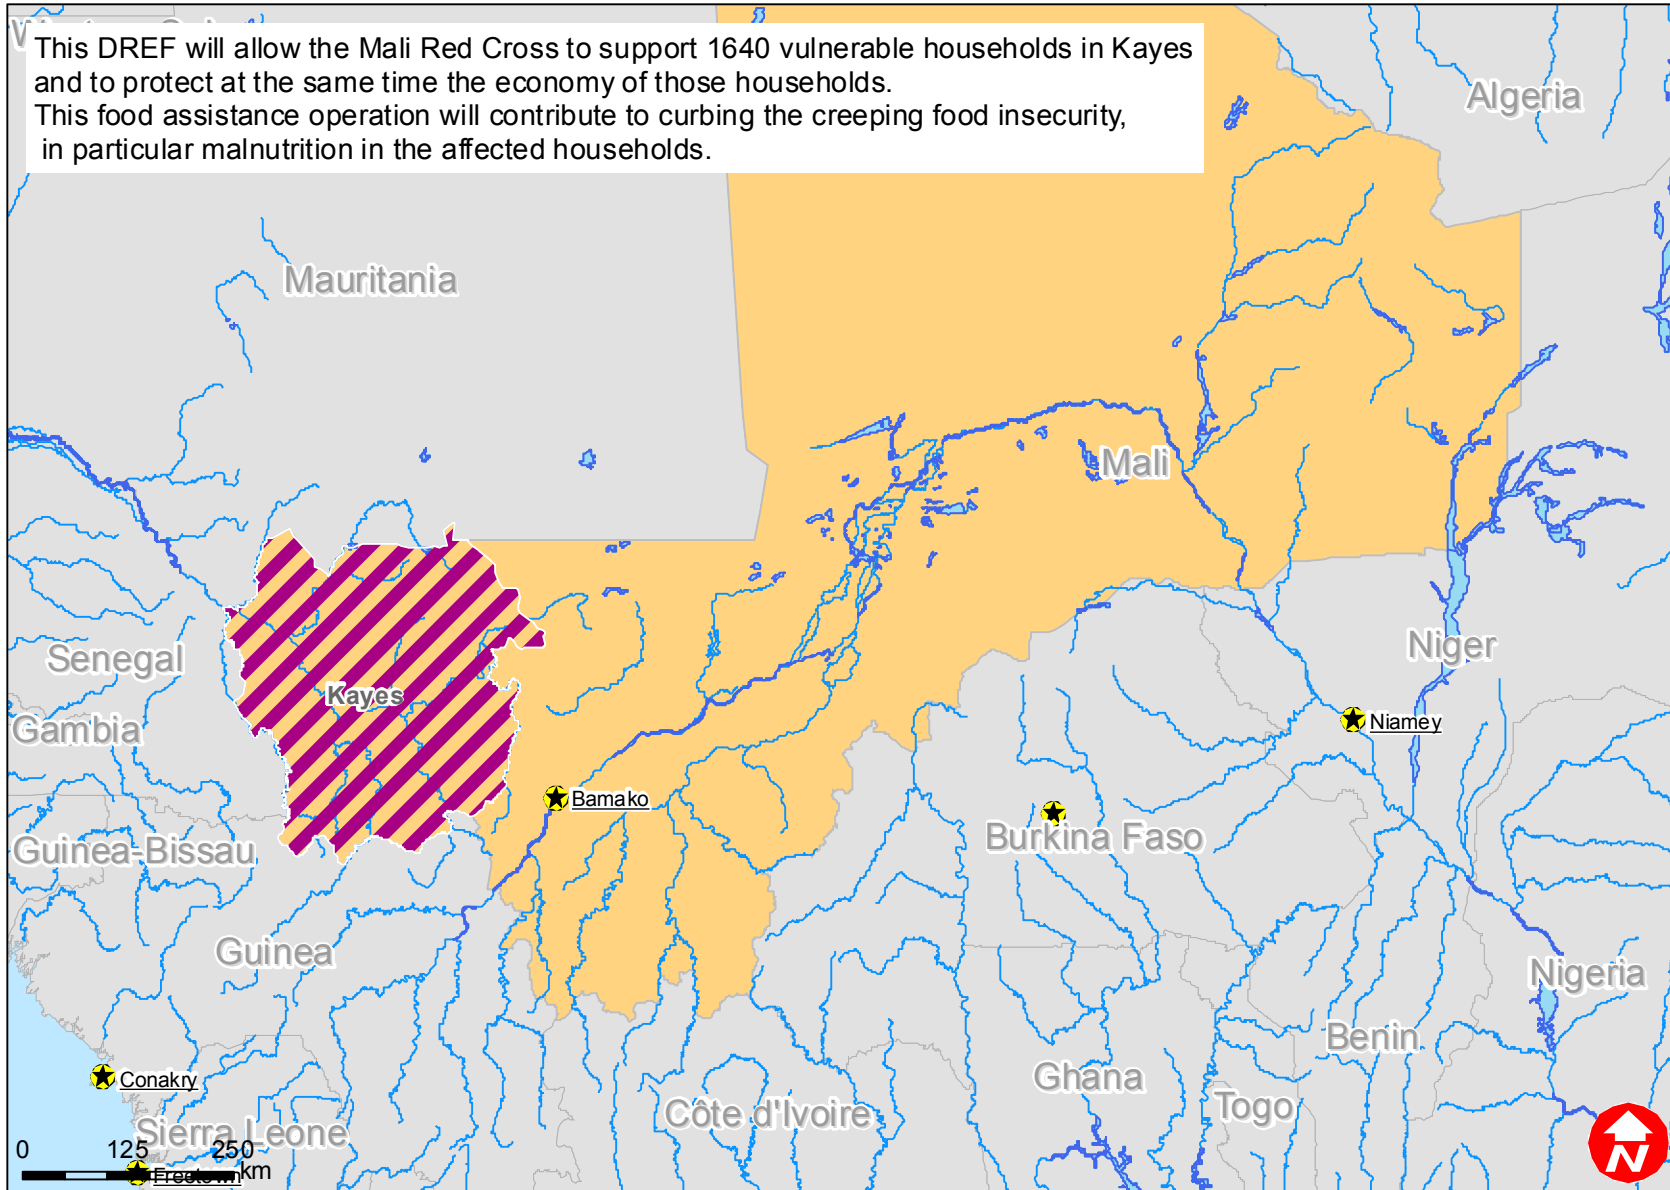 This DREF will allow the Mali Red Cross to support 1640 vulnerable households in Kayes
and to protect at the same time the economy of those households.
This food assistance operation will contribute to curbing the creeping food insecurity,
in particular malnutrition in the affected households.
Algeria
Mauritania
Mali
Senegal
Niger
Kayes
Gambia
Niamey
Bamako
Burkina Faso
Guinea-Bissau
Guinea
Nigeria
Benin
Conakry
Ghana
Togo
Côte d'Ivoire
Sierra Leone
0 125 250
km
Freetown
N